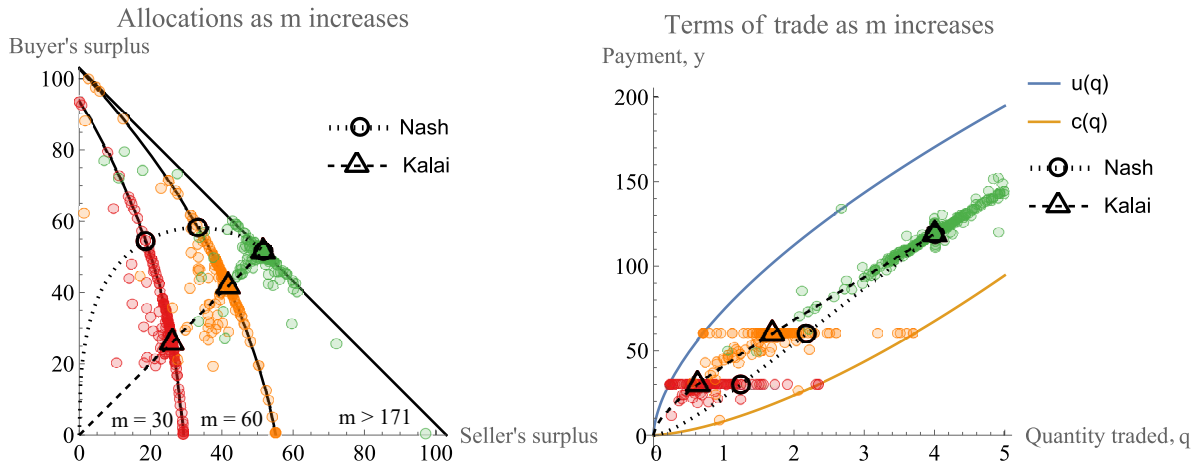 Allocations as m increases
Buyer's surplus
100
80
60
40
20
0
0
20
40
60
80
100
Nash
Kalai
m = 30
m = 60
m > 171
Seller's surplus
Terms of trade as m increases
Payment, y
200
150
100
50
0
0
1
2
3
4
5
u(q)
c(q)
Nash
Kalai
Quantity traded, q